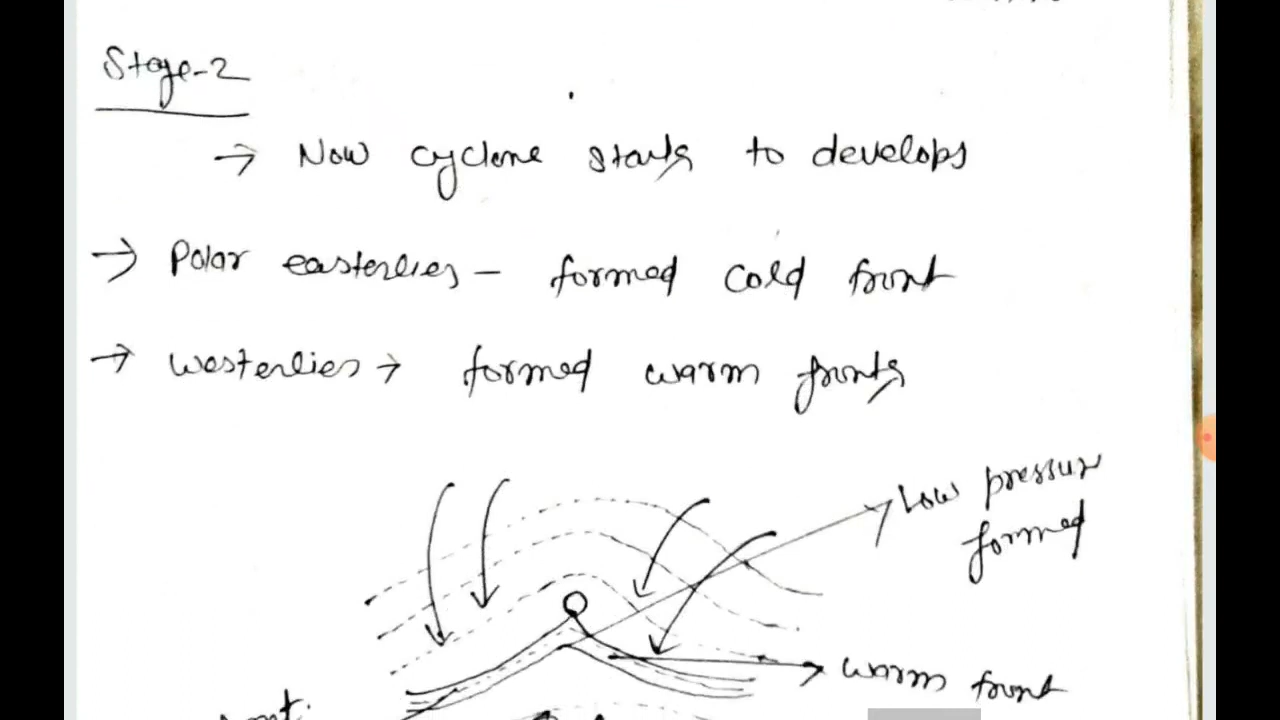 Stage-2
→ Now cyclone starts to develops
→ Polar easterlies – formed cold front
→ Westerlies → formed warm fronts
Low pressur
formed
warm front